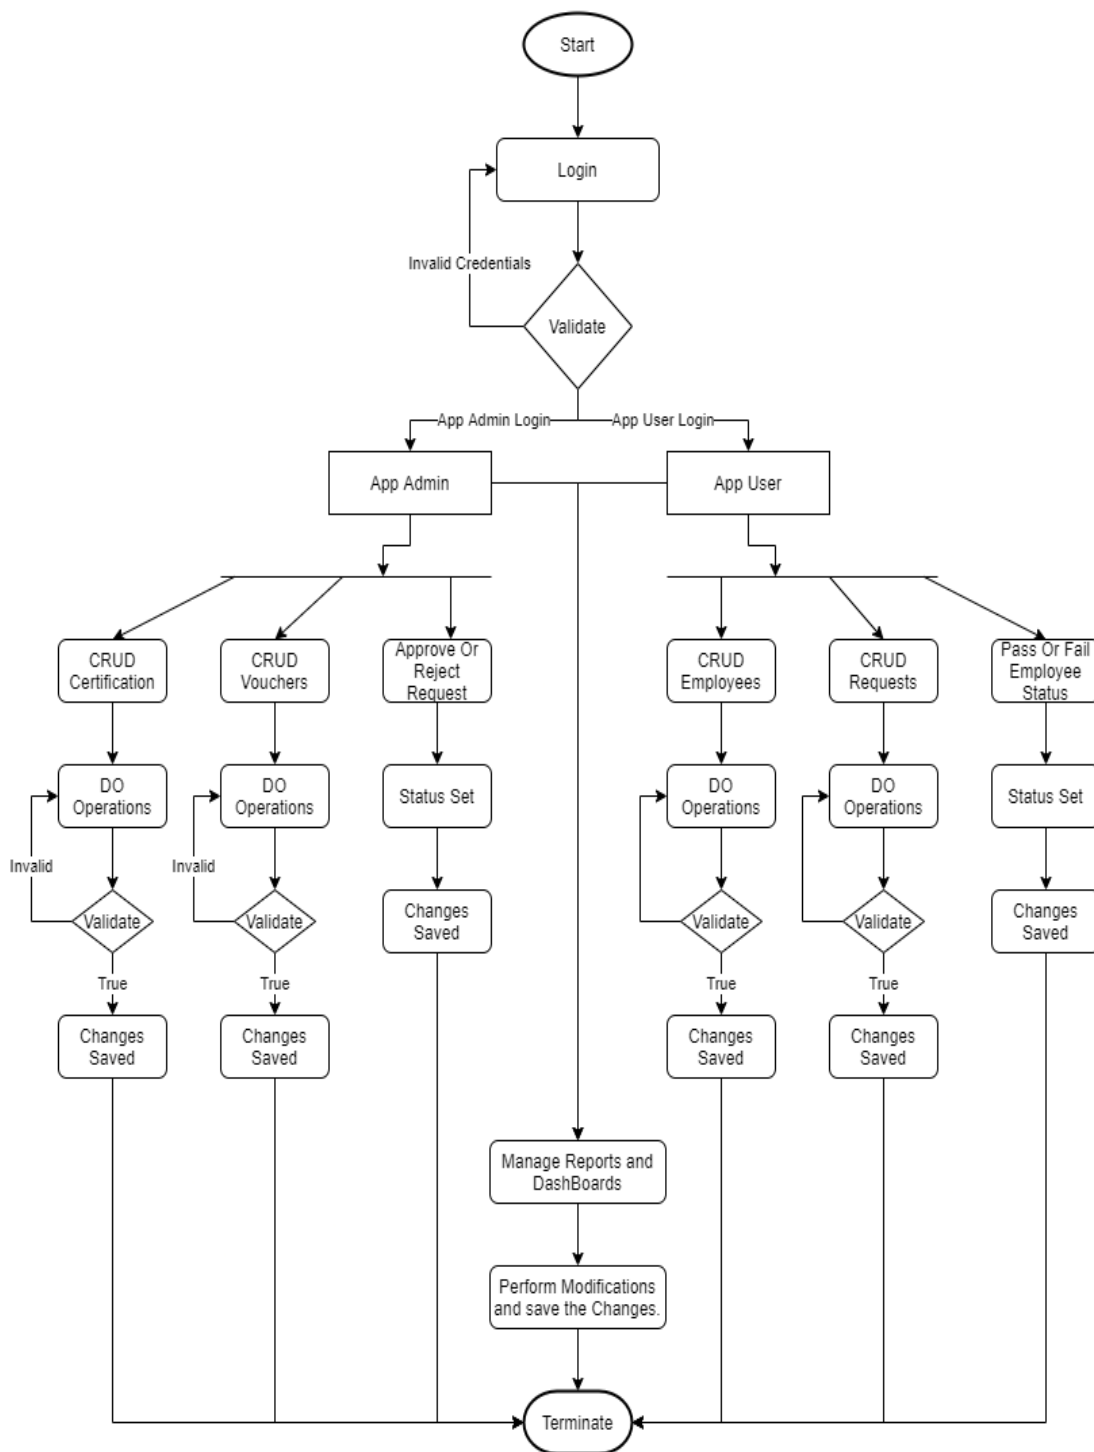 Start
Login
Invalid Credentials
Validate
App Admin Login
App User Login
App Admin
App User
CRUD
Certification
CRUD
Vouchers
Approve Or
Reject
Request
CRUD
Employees
CRUD
Requests
Pass Or Fail
Employee
Status
DO
Operations
DO
Operations
Status Set
DO
Operations
DO
Operations
Status Set
Invalid
Invalid
Validate
Validate
Changes
Saved
Validate
Validate
Changes
Saved
True
True
True
True
Changes
Saved
Changes
Saved
Changes
Saved
Changes
Saved
Manage Reports and
DashBoards
Perform Modifications
and save the Changes.
Terminate